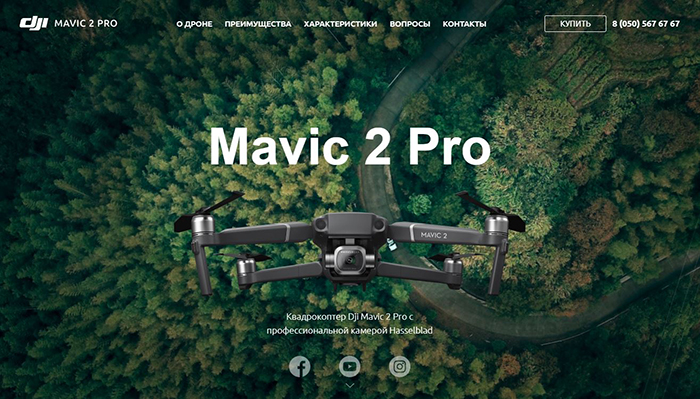 dji MAVIC 2 PRO
О ДРОНЕ ПРЕИМУЩЕСТВА ХАРАКТЕРИСТИКИ ВОПРОСЫ КОНТАКТЫ
КУПИТЬ 8 (050) 567 67 67
Mavic 2 Pro
MAVIC 2
Квадрокоптер Dji Mavic 2 Pro с
профессиональной камерой Hasselblad